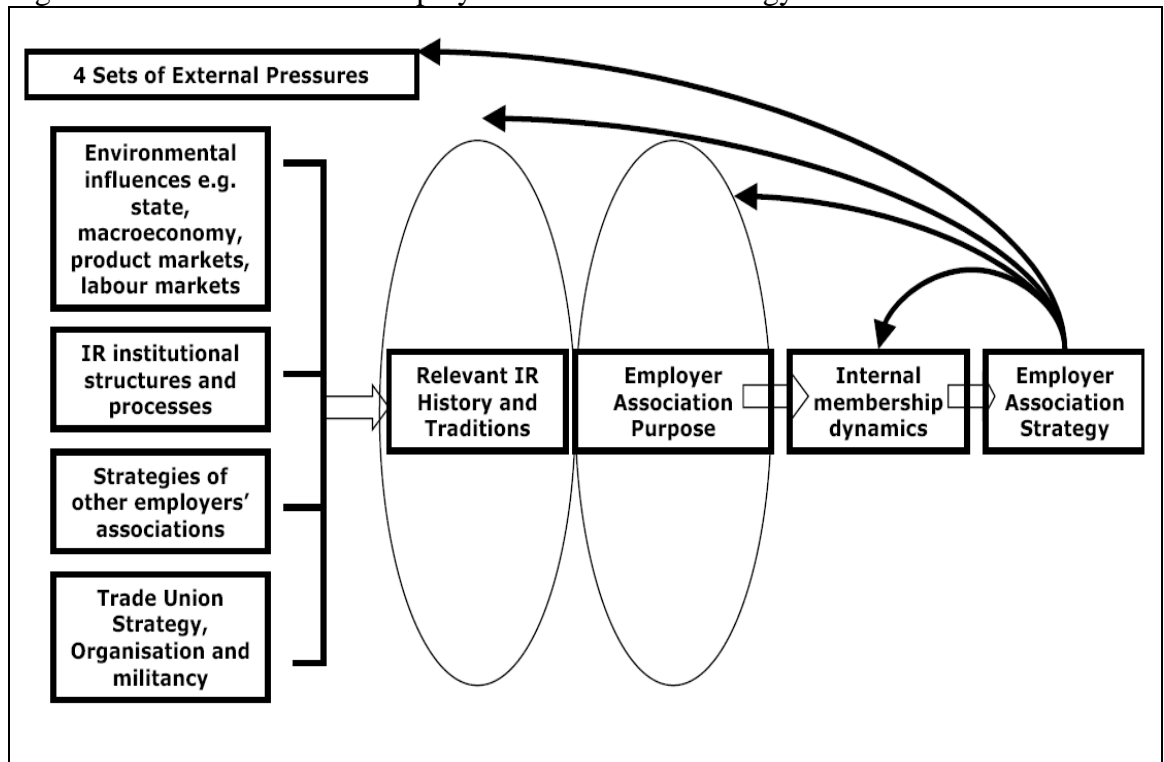 4 Sets of External Pressures
Environmental
influences e.g.
state,
macroeconomy,
product markets,
labour markets
IR institutional
structures and
processes
Strategies of
other employers’
associations
Trade Union
Strategy,
Organisation and
militancy
Relevant IR
History and
Traditions
Employer
Association
Purpose
Internal
membership
dynamics
Employer
Association
Strategy